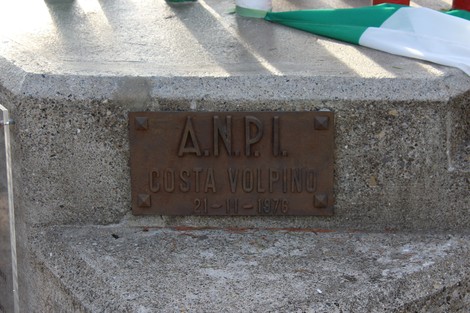 A.N.P.I.
COSTA VOLPINO
21-11-1978